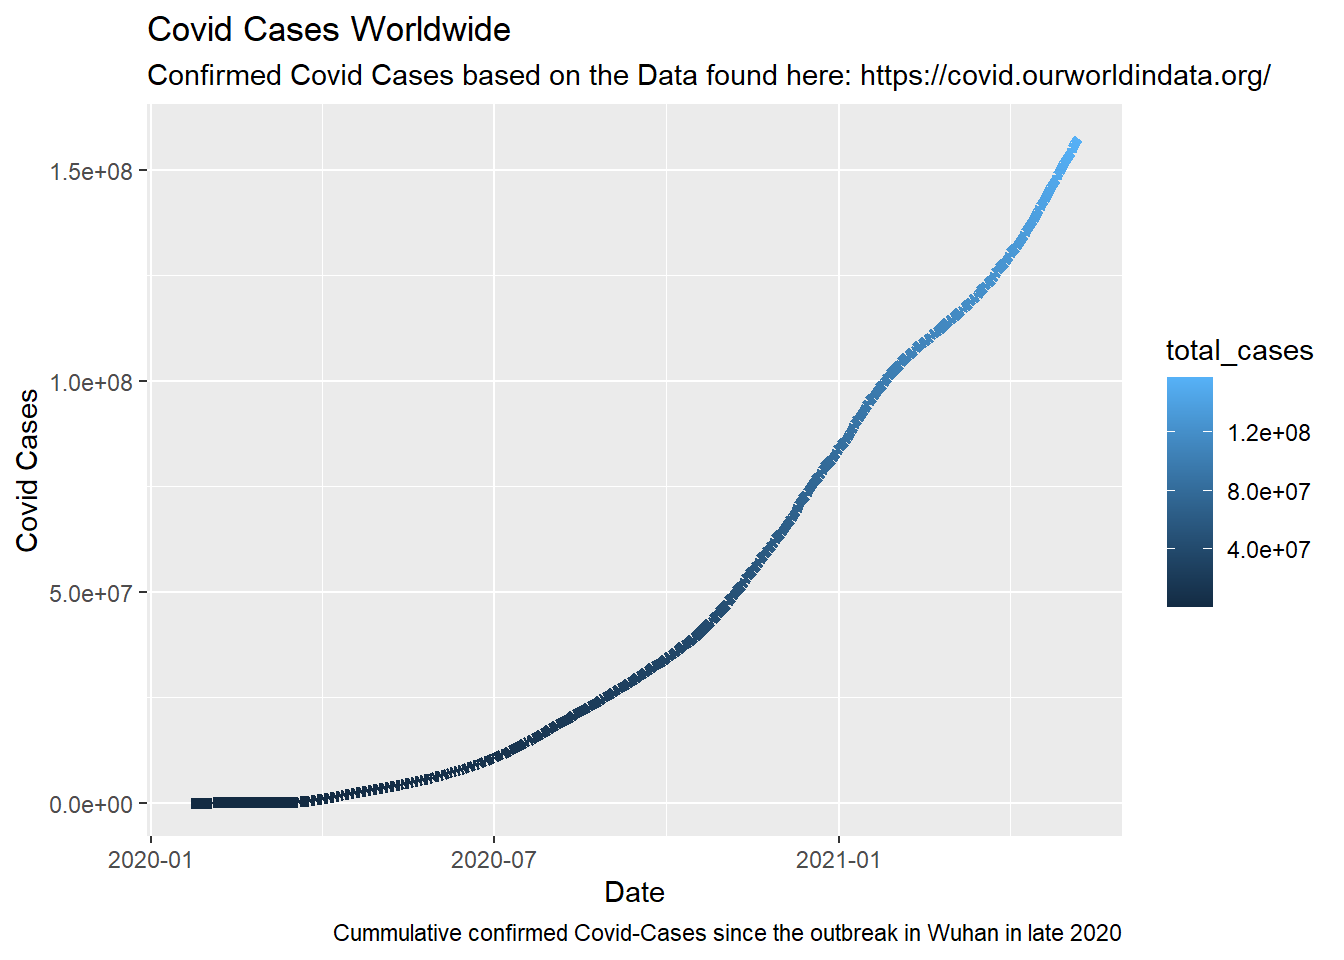 Covid Cases Worldwide
Confirmed Covid Cases based on the Data found here: https://covid.ourworldindata.org/
Covid Cases
1.5e+08
1.0e+08
5.0e+07
0.0e+00
2020-01 2020-07 2021-01
Date
total_cases
1.2e+08
8.0e+07
4.0e+07
Cummulative confirmed Covid-Cases since the outbreak in Wuhan in late 2020